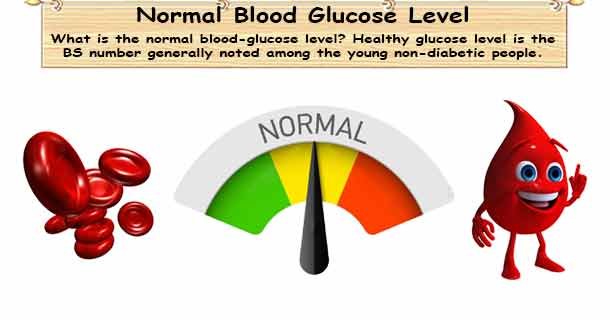 Normal Blood Glucose Level
What is the normal blood-glucose level? Healthy glucose level is the
BS number generally noted among the young non-diabetic people.
NORMAL